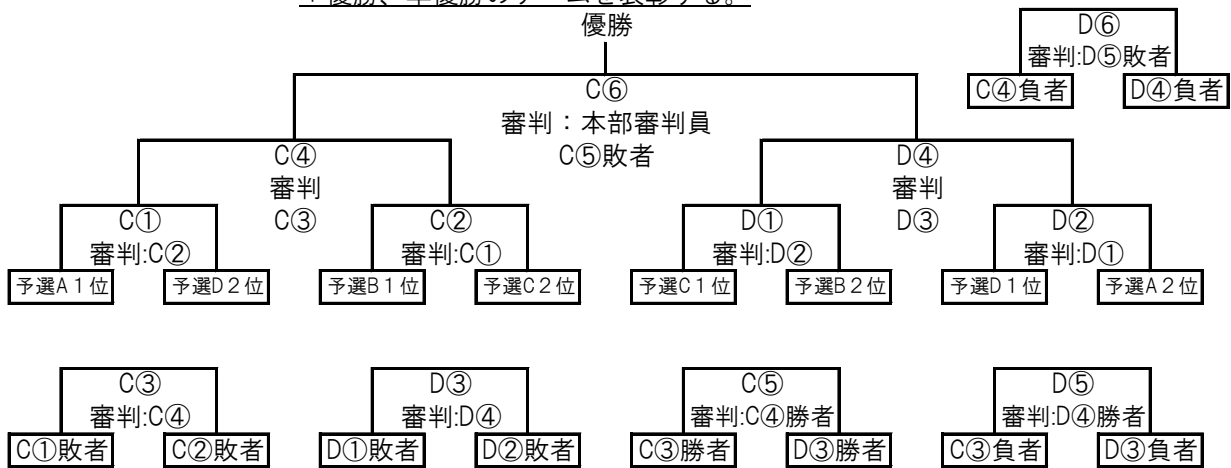 優勝、準優勝のチームを表彰する。
優勝
D⑥
審判:D⑤敗者
C④負者
D④負者
C⑥
審判：本部審判員
C⑤敗者
C④
審判
C③
D④
審判
D③
C①
審判:C②
C②
審判:C①
D①
審判:D②
D②
審判:D①
予選A１位
予選D２位
予選B１位
予選C２位
予選C１位
予選B２位
予選D１位
予選A２位
C③
審判:C④
D③
審判:D④
C⑤
審判:C④勝者
D⑤
審判:D④勝者
C①敗者
C②敗者
D①敗者
D②敗者
C③勝者
D③勝者
C③負者
D③負者